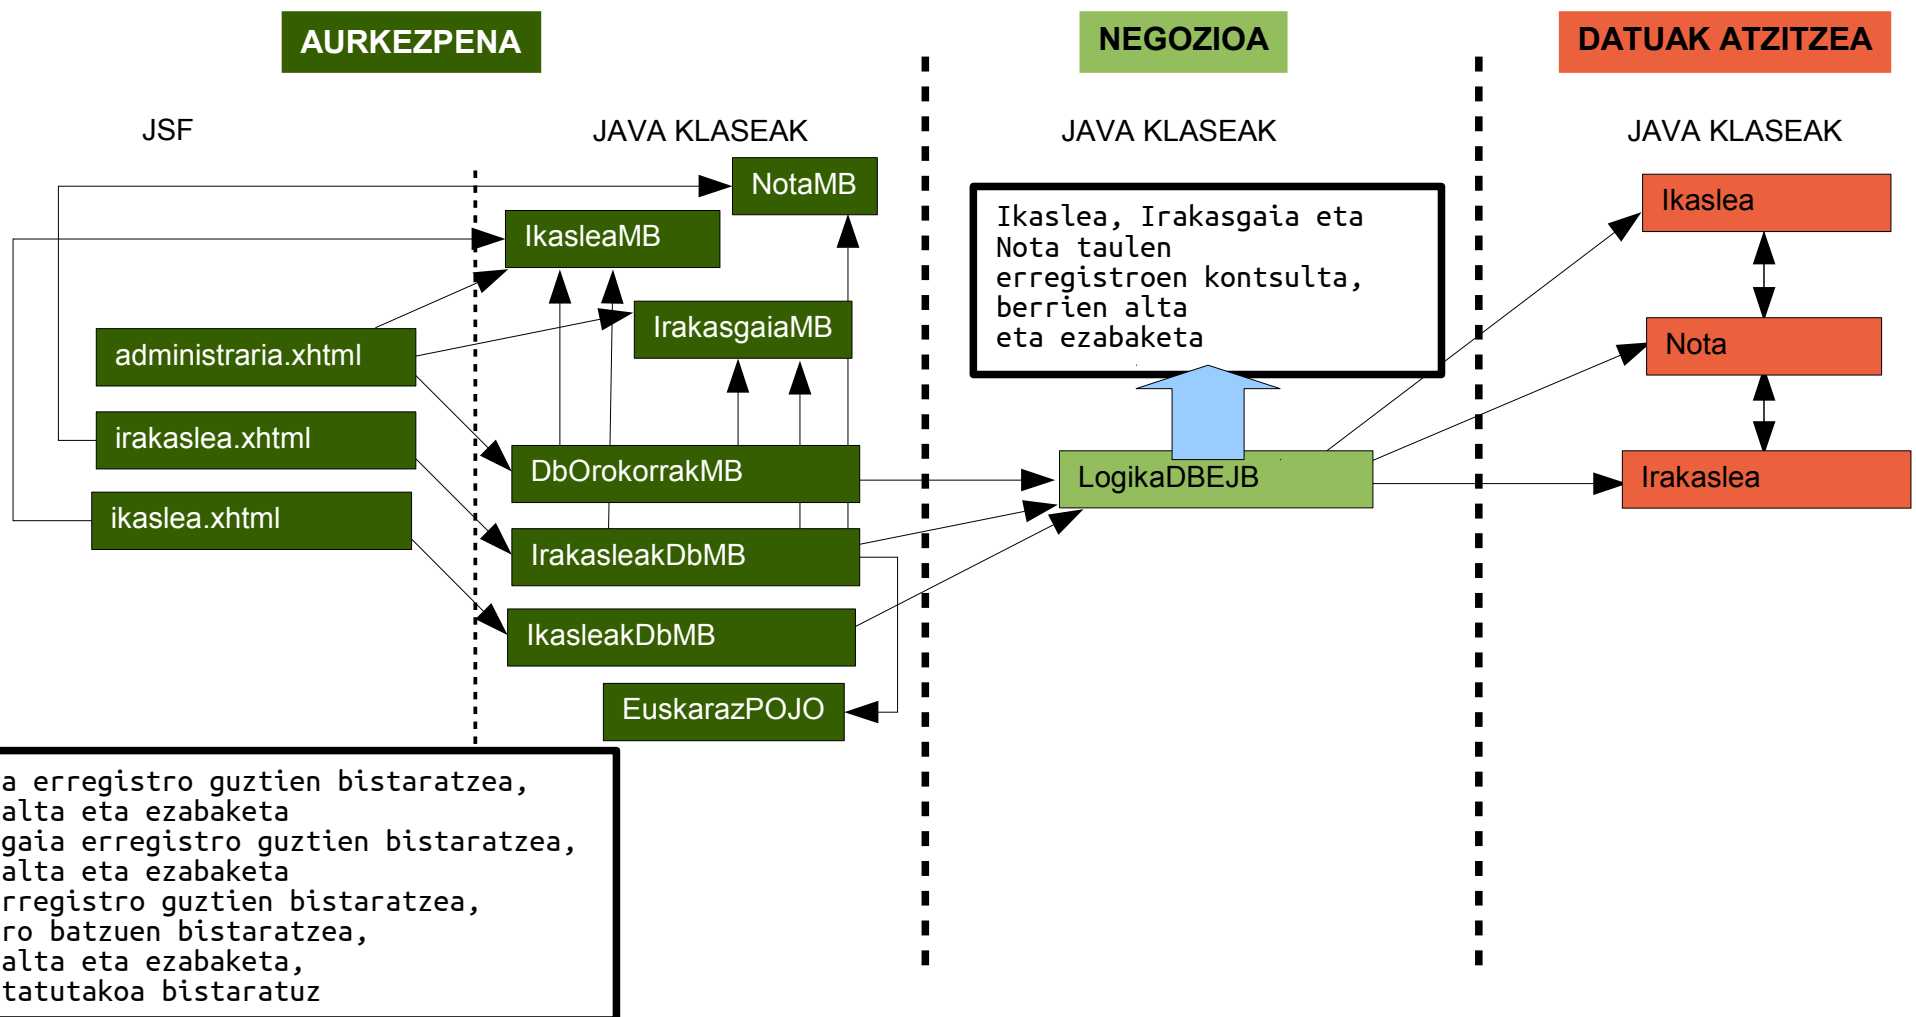 AURKEZPENA
NEGOZIOA
DATUAK ATZITZEA
JSF
JAVA KLASEAK
JAVA KLASEAK
JAVA KLASEAK
NotaMB
IkasleaMB
IrakasgaiaMB
administraria.xhtml
irakaslea.xhtml
ikaslea.xhtml
DbOrokorrakMB
IrakasleakDbMB
IkasleakDbMB
EuskarazPOJO
Ikaslea, Irakasgaia eta
Nota taulen
erregistroen kontsulta,
berrien alta
eta ezabaketa
LogikaDBEJB
Ikaslea
Nota
Irakaslea
a erregistro guztien bistaratzea,
alta eta ezabaketa
gaia erregistro guztien bistaratzea,
alta eta ezabaketa
rregistro guztien bistaratzea,
ro batzuen bistaratzea,
alta eta ezabaketa,
tatutakoa bistaratuz